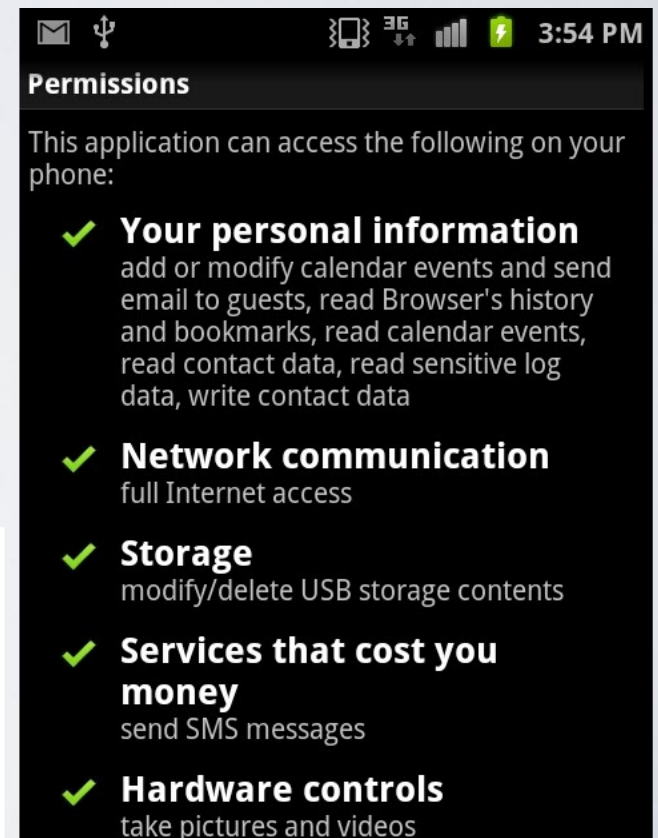 3G 3:54 PM
Permissions
This application can access the following on your
phone:
Your personal information
add or modify calendar events and send
email to guests, read Browser's history
and bookmarks, read calendar events,
read contact data, read sensitive log
data, write contact data
Network communication
full Internet access
Storage
modify/delete USB storage contents
Services that cost you
money
send SMS messages
Hardware controls
take pictures and videos